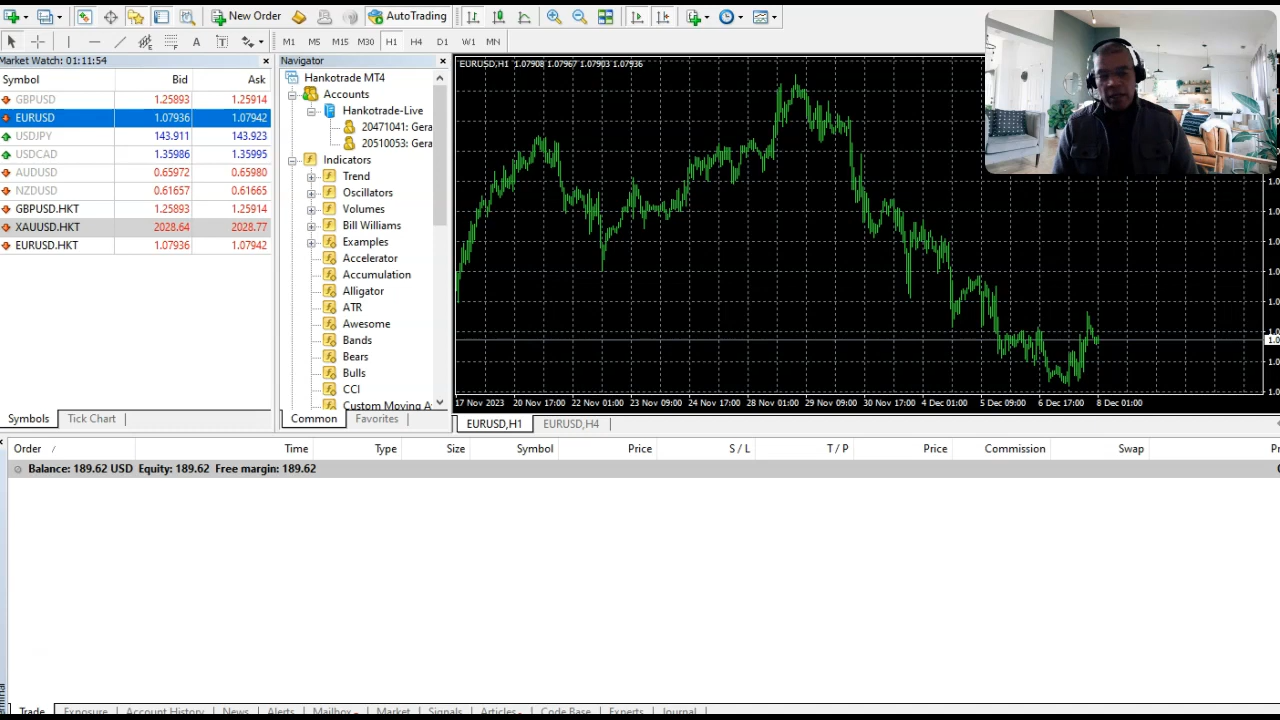 New Order
AutoTrading
A
T
M1 M5 M15 M30 H1 H4 D1 W1 MN
Market Watch: 01:11:54
Symbol Bid Ask
GBPUSD 1.25893 1.25914
EURUSD 1.07936 1.07942
USDJPY 143.911 143.923
USDCAD 1.35986 1.35995
AUDUSD 0.65972 0.65980
NZDUSD 0.61657 0.61665
GBPUSD.HKT 1.25893 1.25914
XAUUSD.HKT 2028.64 2028.77
EURUSD.HKT 1.07936 1.07942
Symbols Tick Chart
Navigator
Hankotrade MT4
Accounts
Hankotrade-Live
20471041: Gera
20510053: Gera
Indicators
Trend
Oscillators
Volumes
Bill Williams
Examples
Accelerator
Accumulation
Alligator
ATR
Awesome
Bands
Bears
Bulls
CCI
Custom Moving A
Common Favorites
EURUSD,H1 1.07908 1.07967 1.07903 1.07936
17 Nov 2023 20 Nov 17:00 22 Nov 01:00 23 Nov 09:00 24 Nov 17:00 28 Nov 01:00 29 Nov 09:00 30 Nov 17:00 4 Dec 01:00 5 Dec 09:00 6 Dec 17:00 8 Dec 01:00
EURUSD,H1 EURUSD,H4
Order / Time Type Size Symbol Price S / L T / P Price Commission Swap
Balance: 189.62 USD Equity: 189.62 Free margin: 189.62
Trade Exposure Account History News Alerts Mailbox Market Signals Articles Code Base Experts Journal